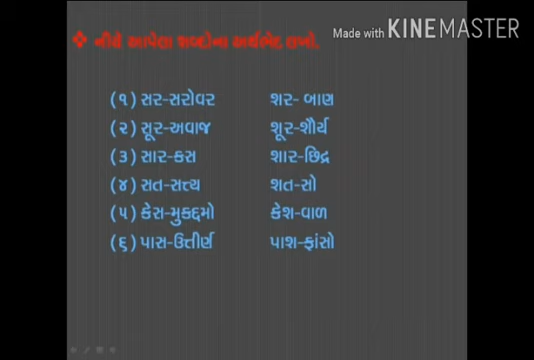 Made with KINEMASTER
❖ નીચે આપેલા શબ્દોના અર્થભેદ લખો.
(૧) સર-સરોવર શર- બાણ
(૨) સૂર-અવાજ શૂર-શૌર્ય
(૩) સાર-કસ શાર-છિદ્ર
(૪) સત-સત્ત્ય શત-સો
(૫) કેસ-મુકદ્દમો કેશ-વાળ
(૬) પાસ-ઉત્તીર્ણ પાશ-ફાંસો